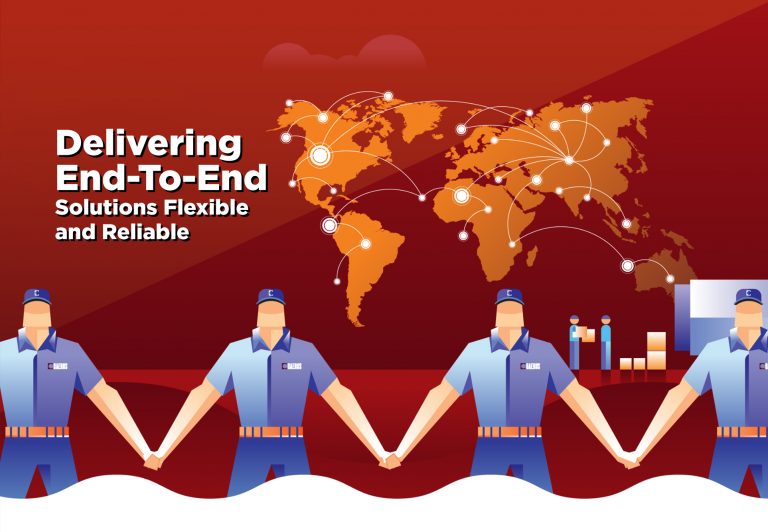 Delivering
End-To-End
Solutions Flexible
and Reliable
C
C
C
C